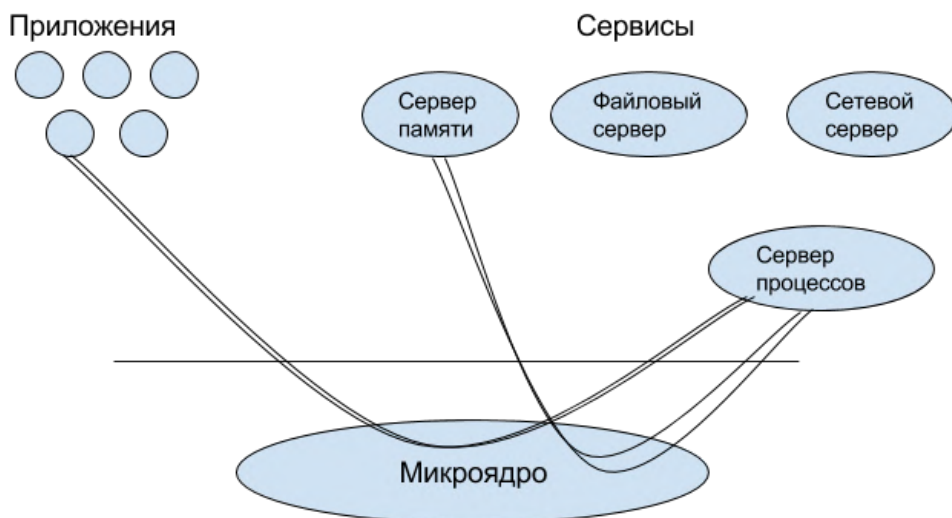 Приложения
Сервисы
Сервер
памяти
Файловый
сервер
Сетевой
сервер
Сервер
процессов
Микроядро